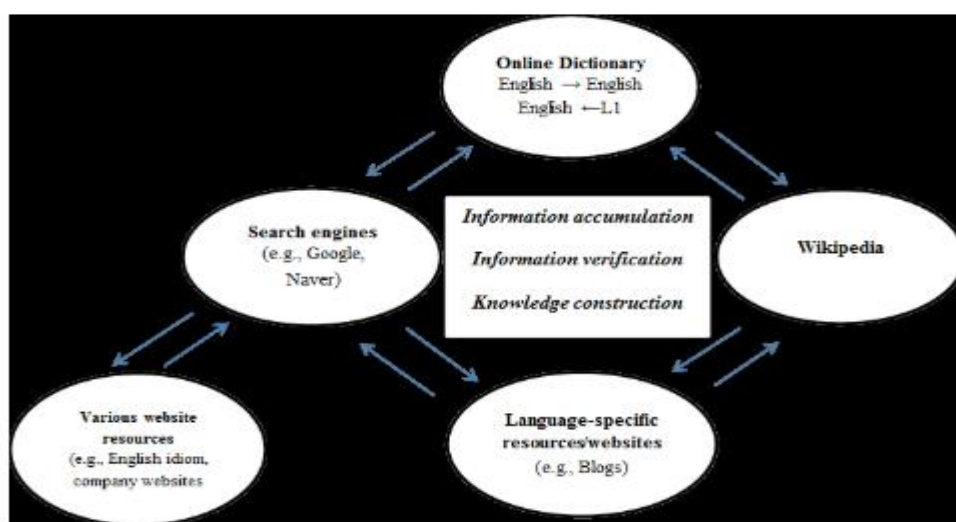 Online Dictionary
English → English
English ←L1
Search engines
(e.g., Google,
Naver)
Information accumulation
Information verification
Knowledge construction
Wikipedia
Various website
resources
(e.g., English idiom,
company websites
Language-specific
resources/websites
(e.g., Blogs)